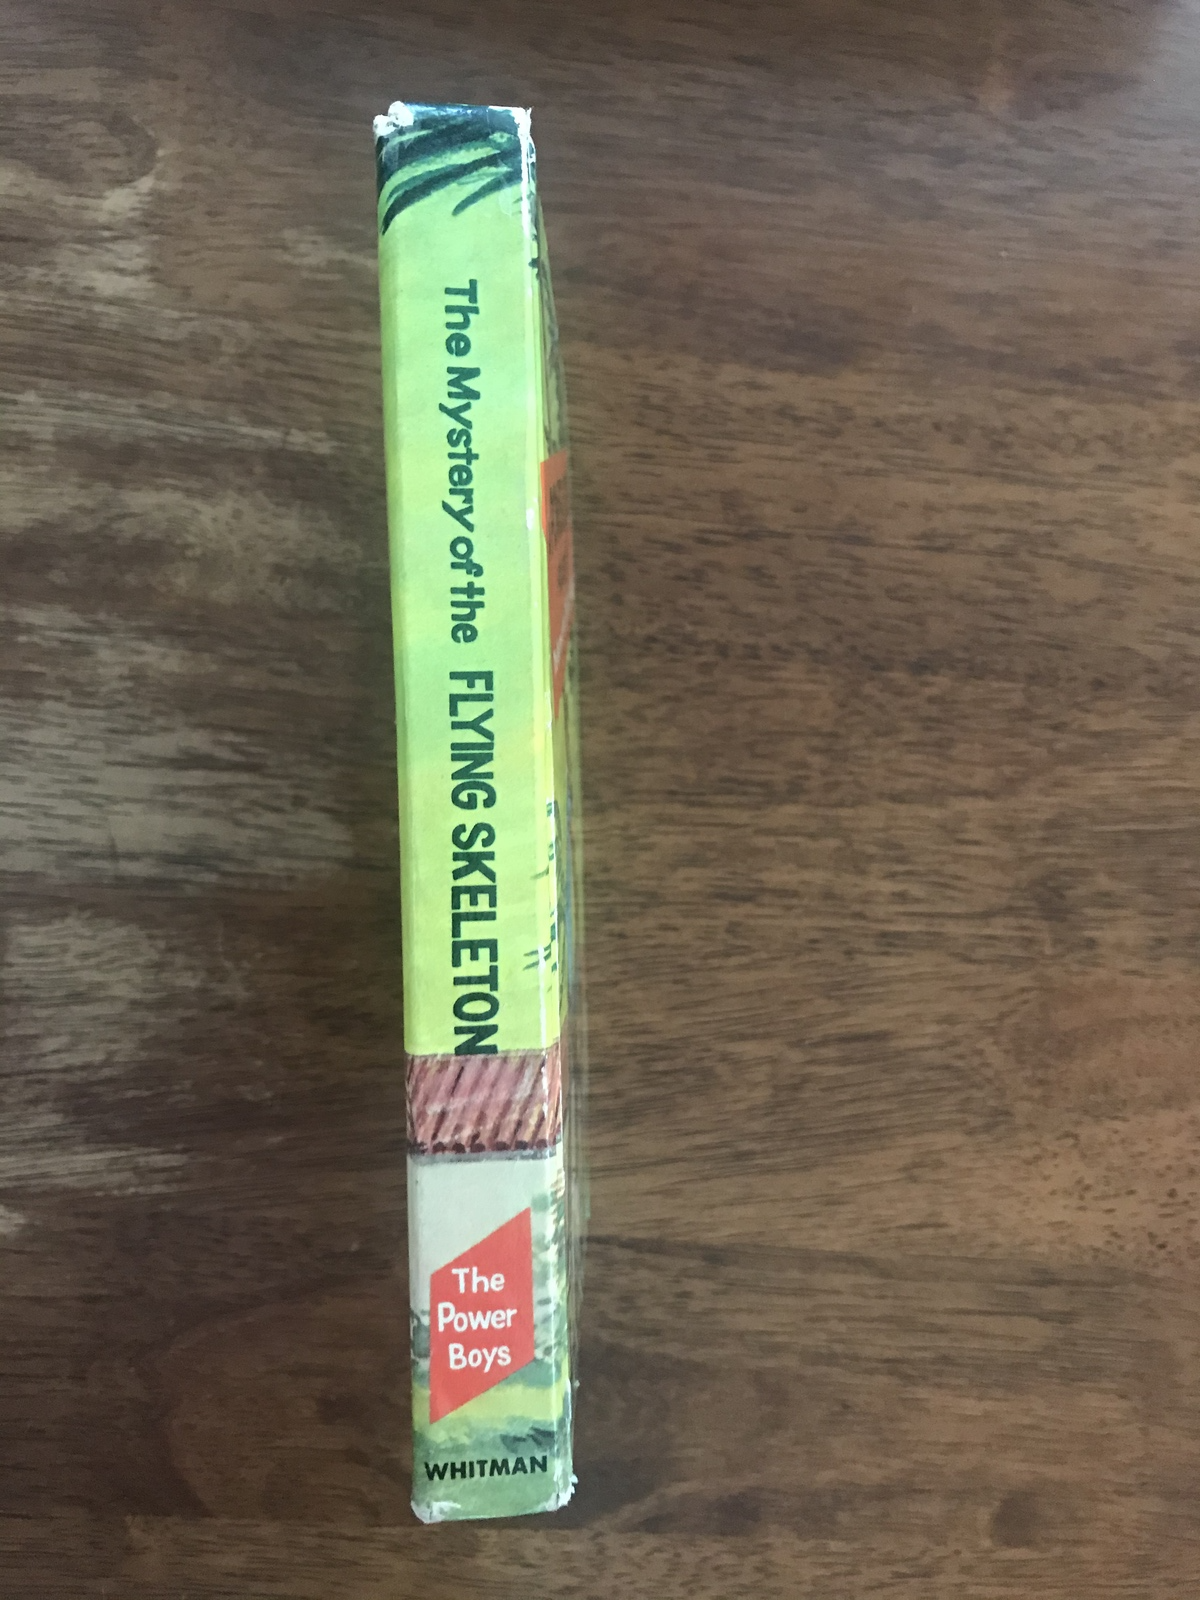 The Mystery of the FLYING SKELETON
The
Power
Boys
WHITMAN